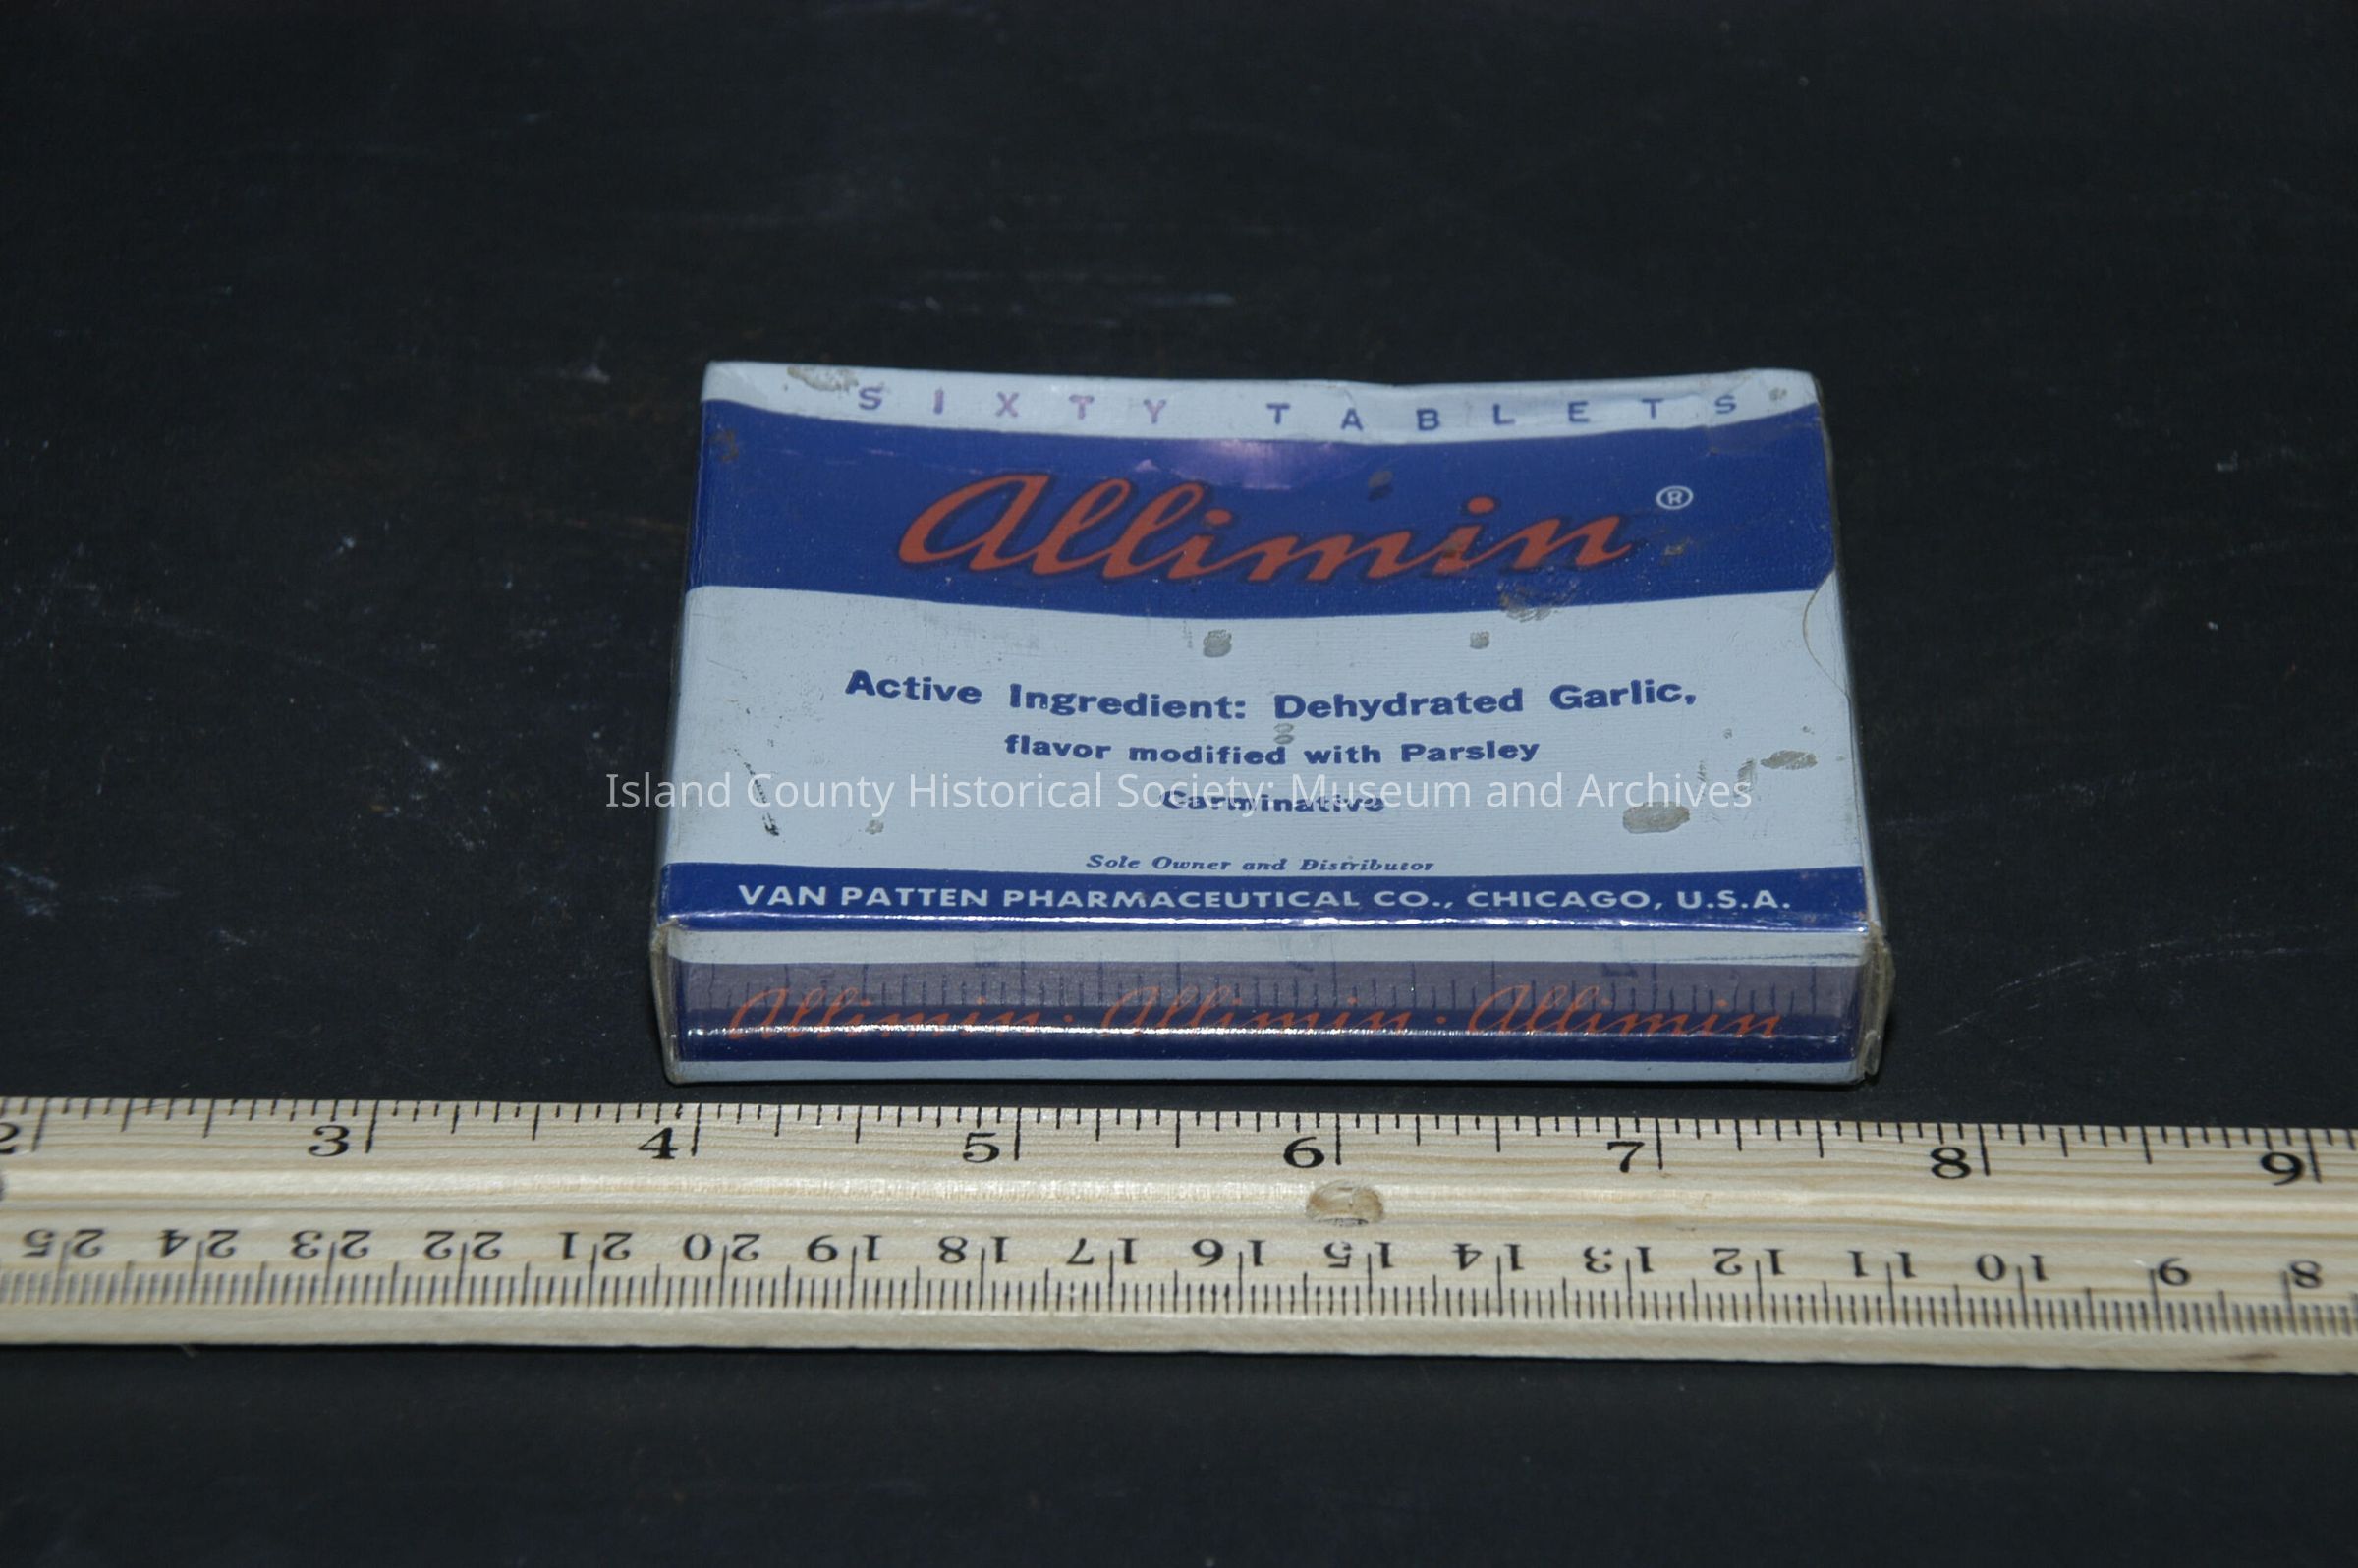 SIXTY TABLETS
Allimin®
Active Ingredient: Dehydrated Garlic,
flavor modified with Parsley
Carminative
Island County Historical Society: Museum and Archives
Sole Owner and Distributor
VAN PATTEN PHARMACEUTICAL CO., CHICAGO, U.S.A.
Allimin · Allimin · Allimin
2 3 4 5 6 7 8 9
25 24 23 22 21 20 19 18 17 16 15 14 13 12 11 10 9 8